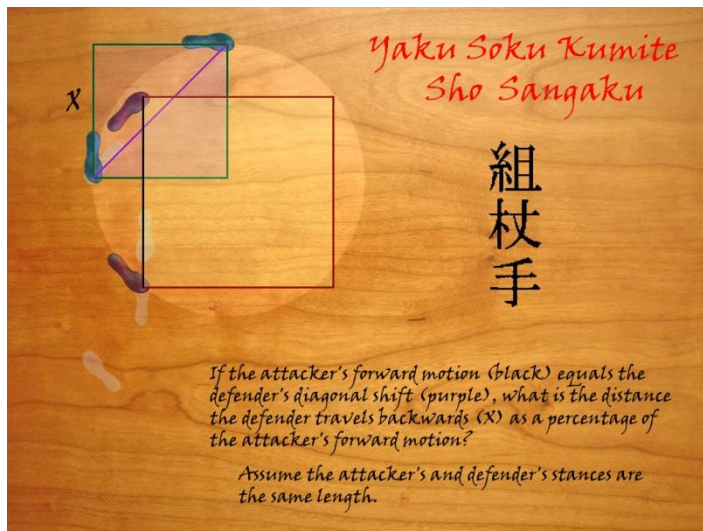 Yaku Soku Kumite
Sho Sangaku
X
組
杖
手
If the attacker's forward motion (black) equals the
defender's diagonal shift (purple), what is the distance
the defender travels backwards (X) as a percentage of
the attacker's forward motion?
Assume the attacker's and defender's stances are
the same length.